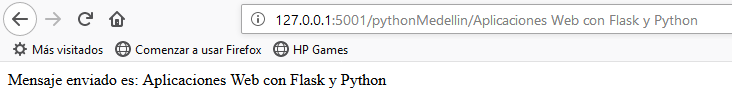 127.0.0.1:5001/pythonMedellin/Aplicaciones Web con Flask y Python
Más visitados Comenzar a usar Firefox HP Games
Mensaje enviado es: Aplicaciones Web con Flask y Python